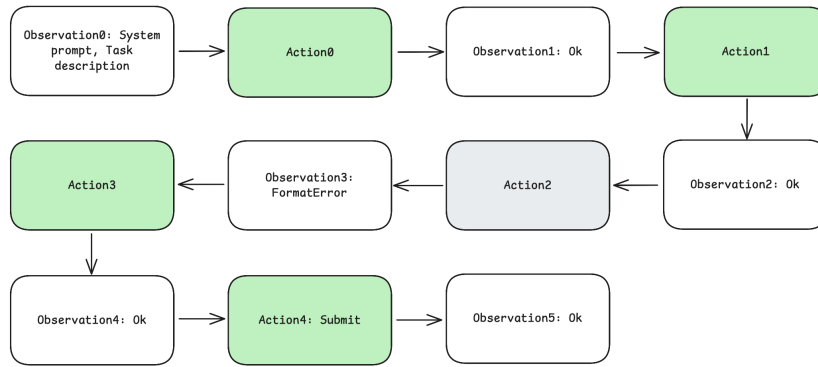 Observation0: System
prompt, Task
description
Action0
Observation1: Ok
Action1
Observation2: Ok
Action2
Observation3:
FormatError
Action3
Observation4: Ok
Action4: Submit
Observation5: Ok